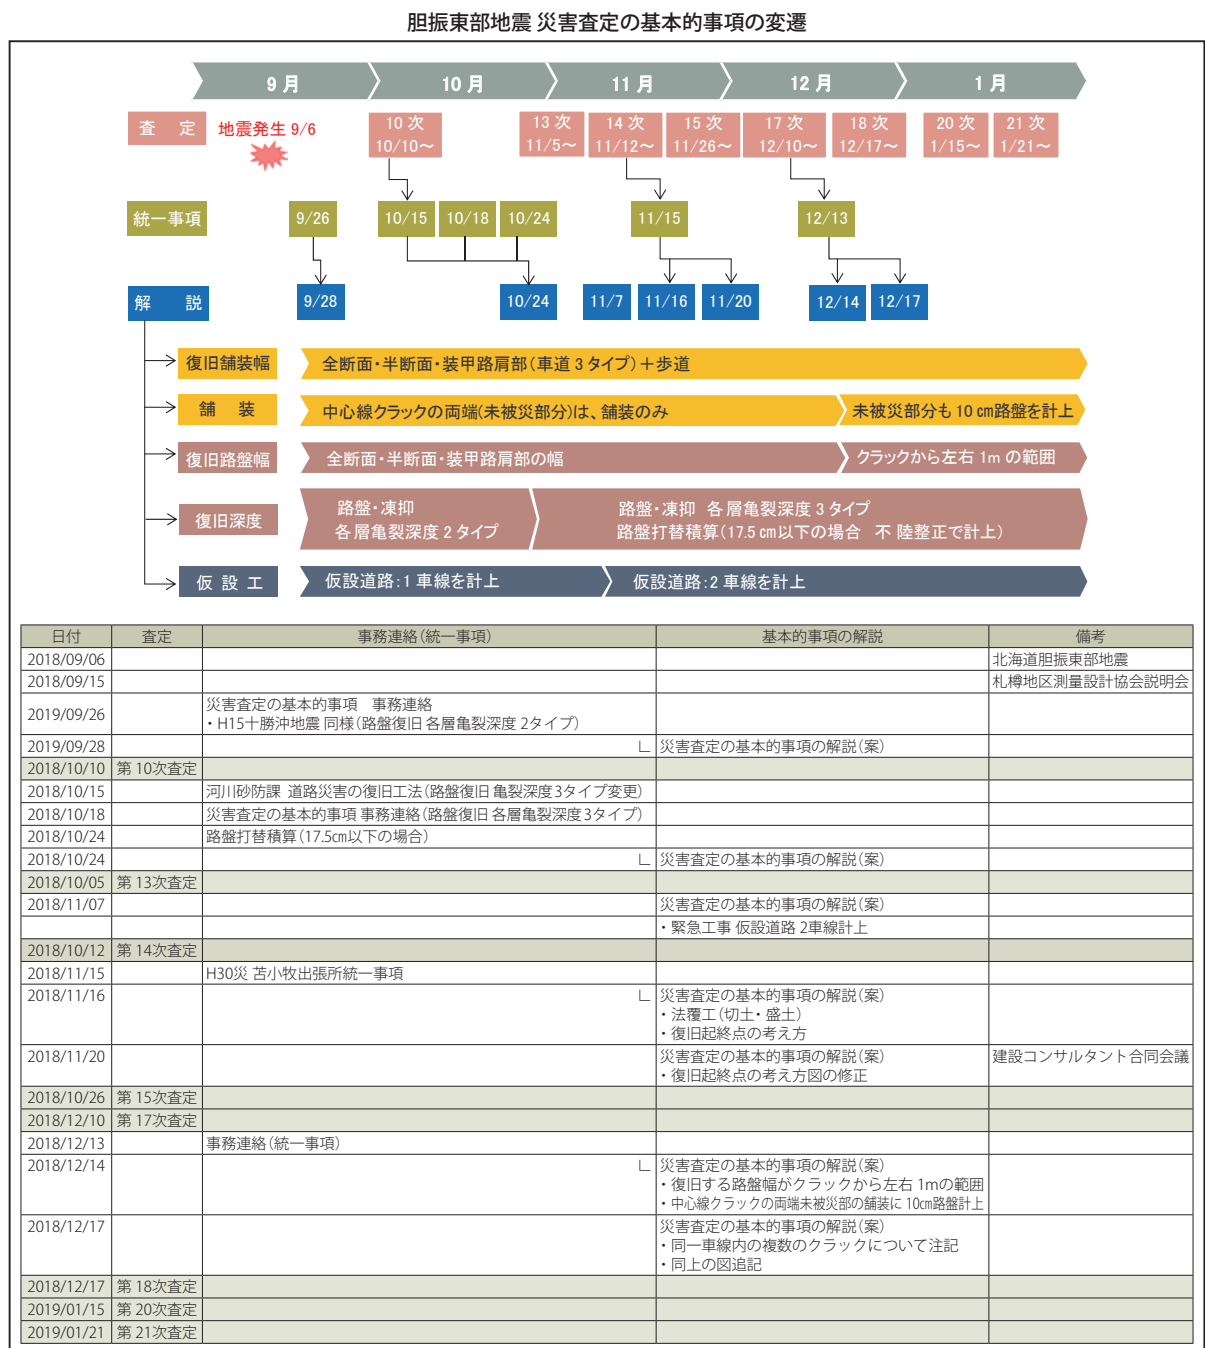 胆振東部地震 災害査定の基本的事項の変遷
9月 10月 11月 12月 1月
査 定 地震発生 9/6
10次 13次 14次 15次 17次 18次 20次 21次
10/10～ 11/5～ 11/12～ 11/26～ 12/10～ 12/17～ 1/15～ 1/21～
統一事項 9/26 10/15 10/18 10/24 11/15 12/13
解 説 9/28 10/24 11/7 11/16 11/20 12/14 12/17
復旧舗装幅 全断面・半断面・装甲路肩部(車道3タイプ)＋歩道
舗 装 中心線クラックの両端(未被災部分)は、舗装のみ 未被災部分も10㎝路盤を計上
復旧路盤幅 全断面・半断面・装甲路肩部の幅 クラックから左右1mの範囲
復旧深度
路盤・凍抑
各層亀裂深度2タイプ
路盤・凍抑 各層亀裂深度3タイプ
路盤打替積算(17.5㎝以下の場合 不陸整正で計上)
仮 設 工 仮設道路：1車線を計上 仮設道路：2車線を計上
日付 査定 事務連絡（統一事項） 基本的事項の解説 備考
2018/09/06 北海道胆振東部地震
2018/09/15 札樽地区測量設計協会説明会
2019/09/26 災害査定の基本的事項 事務連絡
・H15十勝沖地震 同様（路盤復旧 各層亀裂深度 2タイプ）
2019/09/28 ∟ 災害査定の基本的事項の解説（案）
2018/10/10 第10次査定
2018/10/15 河川砂防課 道路災害の復旧工法（路盤復旧 亀裂深度3タイプ変更）
2018/10/18 災害査定の基本的事項 事務連絡（路盤復旧 各層亀裂深度3タイプ）
2018/10/24 路盤打替積算（17.5㎝以下の場合）
2018/10/24 ∟ 災害査定の基本的事項の解説（案）
2018/10/05 第13次査定
2018/11/07 災害査定の基本的事項の解説（案）
・緊急工事 仮設道路 2車線計上
2018/10/12 第14次査定
2018/11/15 H30災 苫小牧出張所統一事項
2018/11/16 ∟ 災害査定の基本的事項の解説（案）
・法覆工（切土・盛土）
・復旧起終点の考え方
2018/11/20 災害査定の基本的事項の解説（案） 建設コンサルタント合同会議
・復旧起終点の考え方図の修正
2018/10/26 第15次査定
2018/12/10 第17次査定
2018/12/13 事務連絡（統一事項）
2018/12/14 ∟ 災害査定の基本的事項の解説（案）
・復旧する路盤幅がクラックから左右 1mの範囲
・中心線クラックの両端未被災部の舗装に 10㎝路盤計上
2018/12/17 災害査定の基本的事項の解説（案）
・同一車線内の複数のクラックについて注記
・同上の図追記
2018/12/17 第18次査定
2019/01/15 第20次査定
2019/01/21 第21次査定